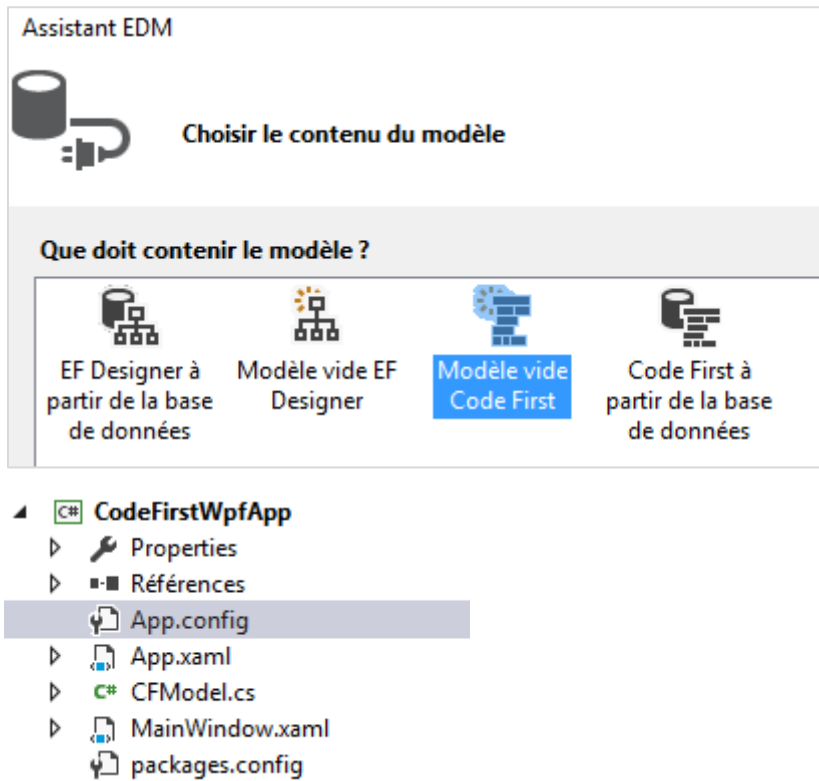 Assistant EDM
Choisir le contenu du modèle
Que doit contenir le modèle ?
EF Designer à
partir de la base
de données
Modèle vide EF
Designer
Modèle vide
Code First
Code First à
partir de la base
de données
C# CodeFirstWpfApp
Properties
Références
App.config
App.xaml
C# CFModel.cs
MainWindow.xaml
packages.config